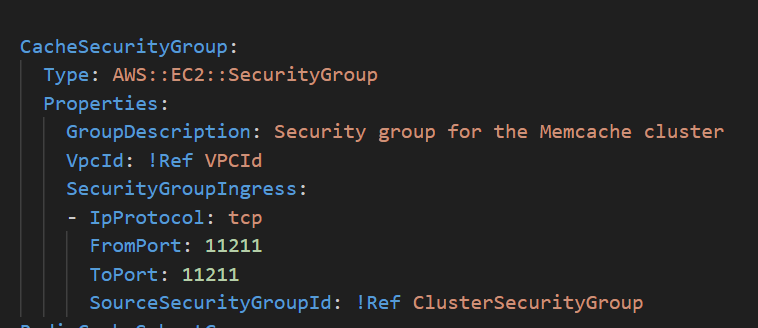 CacheSecurityGroup:
Type: AWS::EC2::SecurityGroup
Properties:
GroupDescription: Security group for the Memcache cluster
VpcId: !Ref VPCId
SecurityGroupIngress:
- IpProtocol: tcp
FromPort: 11211
ToPort: 11211
SourceSecurityGroupId: !Ref ClusterSecurityGroup